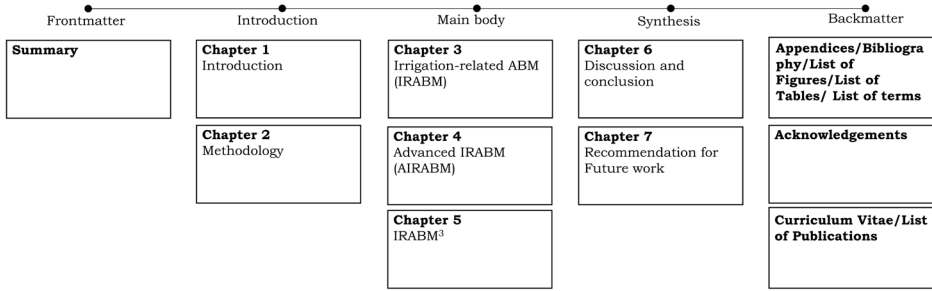 Frontmatter
Introduction
Main body
Synthesis
Backmatter
Summary
Chapter 1
Introduction
Chapter 2
Methodology
Chapter 3
Irrigation-related ABM
(IRABM)
Chapter 4
Advanced IRABM
(AIRABM)
Chapter 5
IRABM³
Chapter 6
Discussion and
conclusion
Chapter 7
Recommendation for
Future work
Appendices/Bibliogra
phy/List of
Figures/List of
Tables/ List of terms
Acknowledgements
Curriculum Vitae/List
of Publications